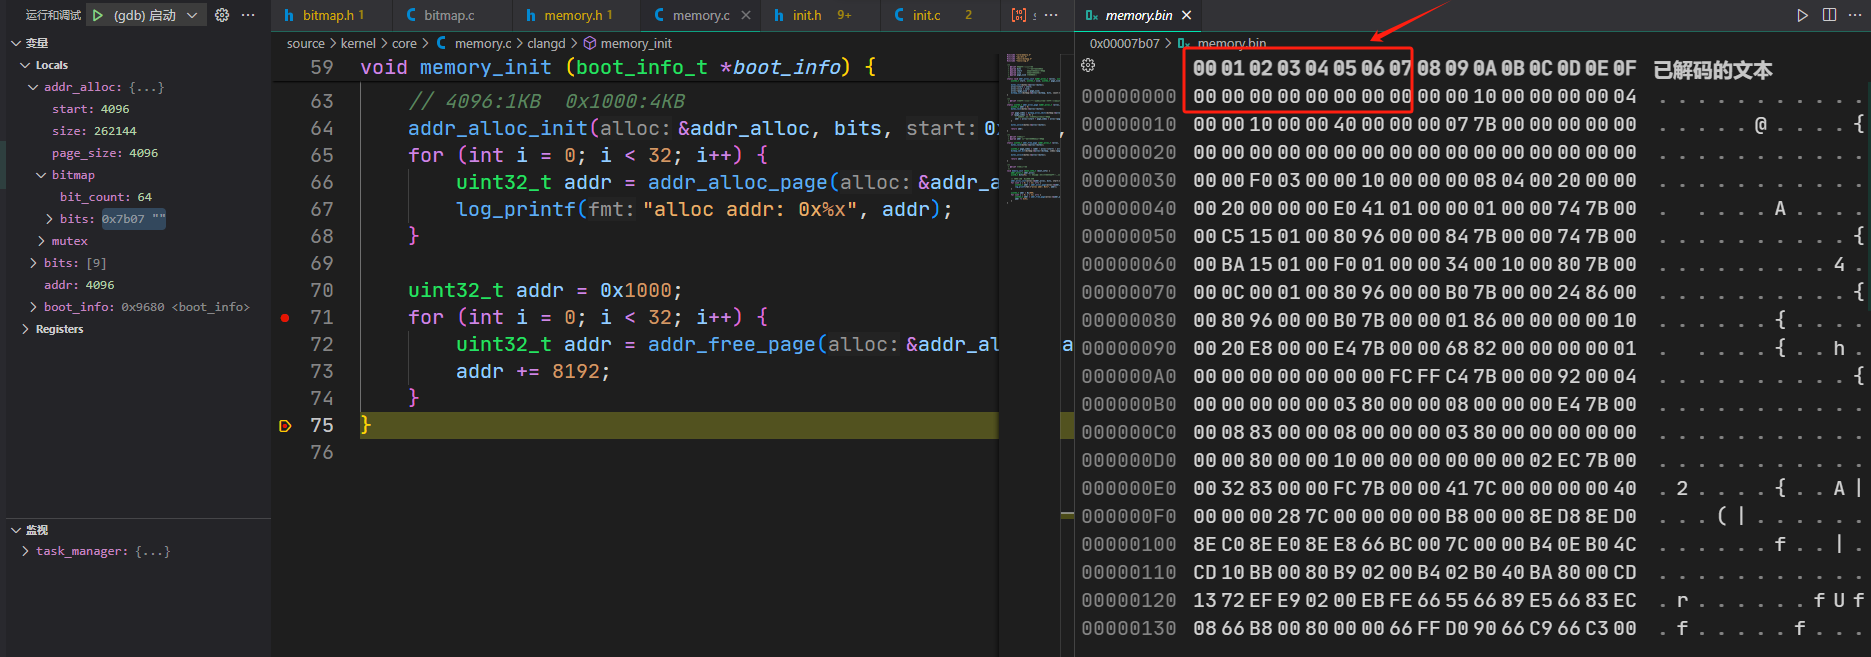 运行和调试 (gdb) 启动
变量
Locals
addr_alloc: {...}
start: 4096
size: 262144
page_size: 4096
bitmap
bit_count: 64
bits: 0x7b07 ""
mutex
bits: [9]
addr: 4096
boot_info: 0x9680 <boot_info>
Registers
监视
task_manager: {...}
bitmap.h 1 bitmap.c memory.h 1 memory.c init.h 9+ init.c 2
source > kernel > core > memory.c > clangd > memory_init
59 void memory_init (boot_info_t *boot_info) {
63 // 4096:1KB 0x1000:4KB
64 addr_alloc_init(alloc: &addr_alloc, bits, start: 0
65 for (int i = 0; i < 32; i++) {
66 uint32_t addr = addr_alloc_page(alloc: &addr_a
67 log_printf(fmt: "alloc addr: 0x%x", addr);
68 }
69
70 uint32_t addr = 0x1000;
71 for (int i = 0; i < 32; i++) {
72 uint32_t addr = addr_free_page(alloc: &addr_al a
73 addr += 8192;
74 }
75 }
76
memory.bin
0x00007b07 > memory.bin
00 01 02 03 04 05 06 07 08 09 0A 0B 0C 0D 0E 0F 已解码的文本
00000000 00 00 00 00 00 00 00 00 00 00 10 00 00 00 00 04 . . . . . . . . . . . .
00000010 00 00 10 00 00 40 00 00 00 07 7B 00 00 00 00 00 . . . . . @ . . . . {
00000020 00 00 00 00 00 00 00 00 00 00 00 00 00 00 00 00 . . . . . . . . . . . .
00000030 00 00 F0 03 00 00 10 00 00 00 08 04 00 20 00 00 . . . . . . . . . . . .
00000040 00 20 00 00 00 E0 41 01 00 00 01 00 00 74 7B 00 . . . . . A . . . .
00000050 00 C5 15 01 00 80 96 00 00 84 7B 00 00 74 7B 00 . . . . . . . . . . {
00000060 00 BA 15 01 00 F0 01 00 00 34 00 10 00 80 7B 00 . . . . . . . . . 4 .
00000070 00 0C 00 01 00 80 96 00 00 B0 7B 00 00 24 86 00 . . . . . . . . . . {
00000080 00 80 96 00 00 B0 7B 00 00 01 86 00 00 00 00 10 . . . . . . { . . . .
00000090 00 20 E8 00 00 E4 7B 00 00 68 82 00 00 00 00 01 . . . . . { . . h .
000000A0 00 00 00 00 00 00 00 FC FF C4 7B 00 00 92 00 04 . . . . . . . . . . {
000000B0 00 00 00 00 00 03 80 00 00 08 00 00 00 E4 7B 00 . . . . . . . . . . . .
000000C0 00 08 83 00 00 08 00 00 00 03 80 00 00 00 00 00 . . . . . . . . . . . .
000000D0 00 00 80 00 00 10 00 00 00 00 00 00 02 EC 7B 00 . . . . . . . . . . . .
000000E0 00 32 83 00 00 FC 7B 00 00 41 7C 00 00 00 00 40 . 2 . . . . { . . A |
000000F0 00 00 00 28 7C 00 00 00 00 B8 00 00 8E D8 8E D0 . . . ( | . . . . . .
00000100 8E C0 8E E0 8E E8 66 BC 00 7C 00 00 B4 0E B0 4C . . . . . . f . . |
00000110 CD 10 BB 00 80 B9 02 00 B4 02 B0 40 BA 80 00 CD . . . . . . . . . . . .
00000120 13 72 EF E9 02 00 EB FE 66 55 66 89 E5 66 83 EC . r . . . . . . f U f
00000130 08 66 B8 00 80 00 00 66 FF D0 90 66 C9 66 C3 00 . f . . . . . f . . .